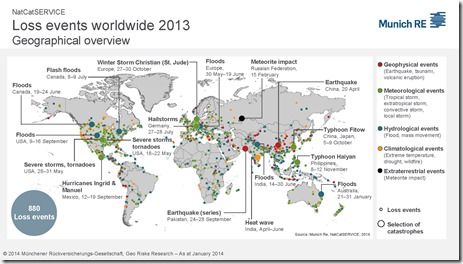 NatCatSERVICE
Loss events worldwide 2013
Geographical overview
Munich RE
Winter Storm Christian (St. Jude)
Europe, 27–30 October
Flash floods
Canada, 8–9 July
Floods
Canada, 19–24 June
Floods
Europe,
30 May–19 June
Meteorite impact
Russian Federation,
15 February
Earthquake
China, 20 April
Hailstorms
Germany,
27–28 July
Floods
USA, 9–16 September
Severe storms,
tornadoes
USA, 18–22 May
Severe storms, tornadoes
USA, 28–31 May
Typhoon Fitow
China, Japan,
5–9 October
Typhoon Haiyan
Philippines,
8–12 November
Hurricanes Ingrid &
Manuel
Mexico, 12–19 September
Floods
India, 14–30 June
Floods
Australia,
21–31 January
Earthquake (series)
Pakistan, 24–28 September
Heat wave
India, April–June
880
Loss events
Geophysical events
(Earthquake, tsunami,
volcanic eruption)
Meteorological events
(Tropical storm,
extratropical storm,
convective storm,
local storm)
Hydrological events
(Flood, mass movement)
Climatological events
(Extreme temperature,
drought, wildfire)
Extraterrestrial events
(Meteorite impact)
Loss events
Selection of
catastrophes
Source: Munich Re, NatCatSERVICE, 2014
© 2014 Münchener Rückversicherungs-Gesellschaft, Geo Risks Research – As at January 2014